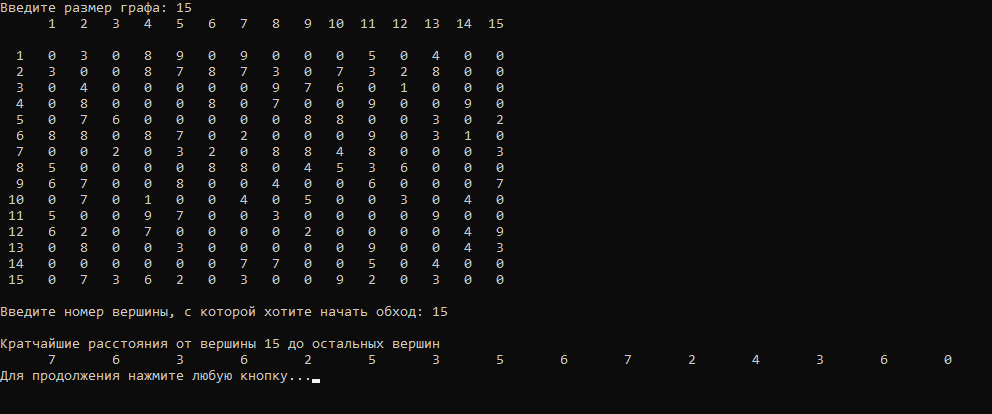 Введите размер графа: 15
1 2 3 4 5 6 7 8 9 10 11 12 13 14 15
1 0 3 0 8 9 0 9 0 0 0 5 0 4 0 0
2 3 0 0 8 7 8 7 3 0 7 3 2 8 0 0
3 0 4 0 0 0 0 0 9 7 6 0 1 0 0 0
4 0 8 0 0 0 8 0 7 0 0 9 0 0 9 0
5 0 7 6 0 0 0 0 0 8 8 0 0 3 0 2
6 8 8 0 8 7 0 2 0 0 0 9 0 3 1 0
7 0 0 2 0 3 2 0 8 8 4 8 0 0 0 3
8 5 0 0 0 0 8 8 0 4 5 3 6 0 0 0
9 6 7 0 0 8 0 0 4 0 0 6 0 0 0 7
10 0 7 0 1 0 0 4 0 5 0 0 3 0 4 0
11 5 0 0 9 7 0 0 3 0 0 0 0 9 0 0
12 6 2 0 7 0 0 0 0 2 0 0 0 0 4 9
13 0 8 0 0 3 0 0 0 0 0 9 0 0 4 3
14 0 0 0 0 0 0 7 7 0 0 5 0 4 0 0
15 0 7 3 6 2 0 3 0 0 9 2 0 3 0 0
Введите номер вершины, с которой хотите начать обход: 15
Кратчайшие расстояния от вершины 15 до остальных вершин
7 6 3 6 2 5 3 5 6 7 2 4 3 6 0
Для продолжения нажмите любую кнопку...